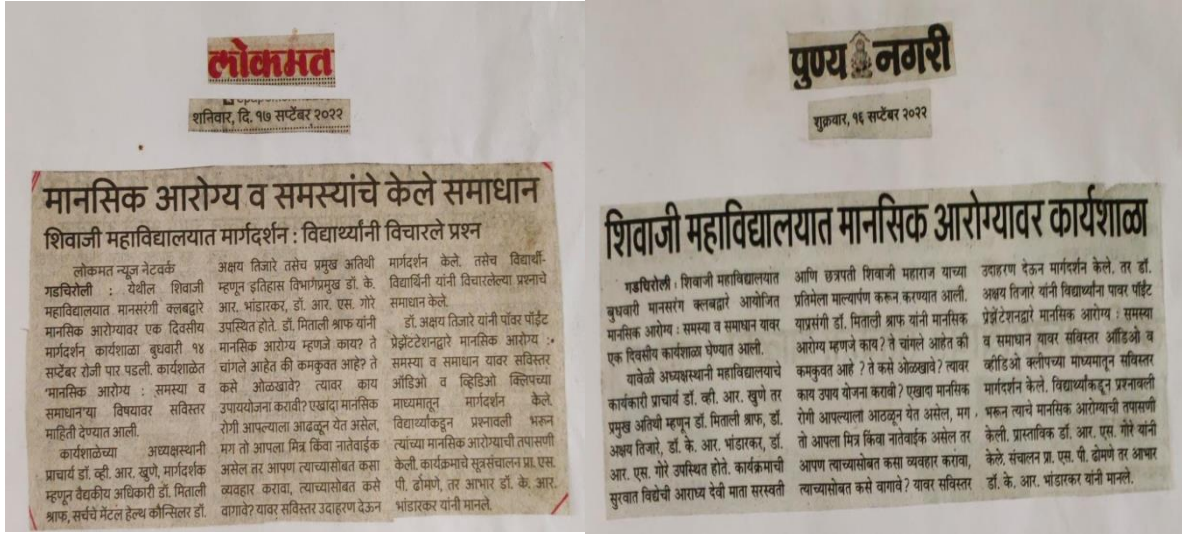 लोकमत
शनिवार, दि. १७ सप्टेंबर २०२२
मानसिक आरोग्य व समस्यांचे केले समाधान
शिवाजी महाविद्यालयात मार्गदर्शन : विद्यार्थ्यांनी विचारले प्रश्न
लोकमत न्यूज नेटवर्क
गडचिरोली : येथील शिवाजी
महाविद्यालयात मानसरंगी क्लबद्वारे
मानसिक आरोग्यावर एक दिवसीय
मार्गदर्शन कार्यशाळा बुधवारी १४
सप्टेंबर रोजी पार पडली. कार्यशाळेत
'मानसिक आरोग्य : समस्या व
समाधान'या विषयावर सविस्तर
माहिती देण्यात आली.
कार्यशाळेच्या अध्यक्षस्थानी
प्राचार्य डॉ. व्ही. आर. खुणे, मार्गदर्शक
म्हणून वैद्यकीय अधिकारी डॉ. मिताली
श्राफ, सर्चचे मेंटल हेल्थ कौन्सिलर डॉ.
अक्षय तिजारे तसेच प्रमुख अतिथी
म्हणून इतिहास विभागप्रमुख डॉ. के.
आर. भांडारकर, डॉ. आर. एस. गोरे
उपस्थित होते. डॉ. मिताली श्राफ यांनी
मानसिक आरोग्य म्हणजे काय? ते
चांगले आहेत की कमकुवत आहे? ते
कसे ओळखावे? त्यावर काय
उपाययोजना करावी? एखादा मानसिक
रोगी आपल्याला आढळून येत असेल,
मग तो आपला मित्र किंवा नातेवाईक
असेल तर आपण त्याच्यासोबत कसा
व्यवहार करावा, त्याच्यासोबत कसे
वागावे? यावर सविस्तर उदाहरण देऊन
मार्गदर्शन केले. तसेच विद्यार्थी-
विद्यार्थिनी यांनी विचारलेल्या प्रश्नाचे
समाधान केले.
डॉ. अक्षय तिजारे यांनी पॉवर पॉईंट
प्रेझेंटेशनद्वारे मानसिक आरोग्य :
समस्या व समाधान यावर सविस्तर
ऑडिओ व व्हिडिओ क्लिपच्या
माध्यमातून मार्गदर्शन केले.
विद्यार्थ्यांकडून प्रश्नावली भरून
त्यांच्या मानसिक आरोग्याची तपासणी
केली. कार्यक्रमाचे सूत्रसंचालन प्रा. एस.
पी. ढोमणे, तर आभार डॉ. के. आर.
भांडारकर यांनी मानले.
पुण्य नगरी
शुक्रवार, १६ सप्टेंबर २०२२
शिवाजी महाविद्यालयात मानसिक आरोग्यावर कार्यशाळा
गडचिरोली : शिवाजी महाविद्यालयात
बुधवारी मानसरंग क्लबद्वारे आयोजित
मानसिक आरोग्य : समस्या व समाधान यावर
एक दिवसीय कार्यशाळा घेण्यात आली.
यावेळी अध्यक्षस्थानी महाविद्यालयाचे
कार्यकारी प्राचार्य डॉ. व्ही. आर. खुणे तर
प्रमुख अतिथी म्हणून डॉ. मिताली श्राफ, डॉ.
अक्षय तिजारे, डॉ. के. आर. भांडारकर, डॉ.
आर. एस. गोरे उपस्थित होते. कार्यक्रमाची
सुरवात विद्येची आराध्य देवी माता सरस्वती
आणि छत्रपती शिवाजी महाराज याच्या
प्रतिमेला माल्यार्पण करून करण्यात आली.
याप्रसंगी डॉ. मिताली श्राफ यांनी मानसिक
आरोग्य म्हणजे काय? ते चांगले आहेत की
कमकुवत आहे ? ते कसे ओळखावे? त्यावर
काय उपाय योजना करावी? एखादा मानसिक
रोगी आपल्याला आठळून येत असेल, मग
तो आपला मित्र किंवा नातेवाईक असेल तर
आपण त्याच्यासोबत कसा व्यवहार करावा,
त्याच्यासोबत कसे वागावे? यावर सविस्तर
उदाहरण देऊन मार्गदर्शन केले. तर डॉ.
अक्षय तिजारे यांनी विद्यार्थ्यांना पावर पॉईंट
प्रेझेंटेशनद्वारे मानसिक आरोग्य : समस्या
व समाधान यावर सविस्तर ऑडिओ व
व्हीडिओ क्लीपच्या माध्यमातून सविस्तर
मार्गदर्शन केले. विद्यार्थ्यांकडून प्रश्नावली
भरून त्याचे मानसिक आरोग्याची तपासणी
केली. प्रास्ताविक डॉ. आर. एस. गोरे यांनी
केले. संचालन प्रा. एस. पी. ढोमणे तर आभार
डॉ. के. आर. भांडारकर यांनी मानले.